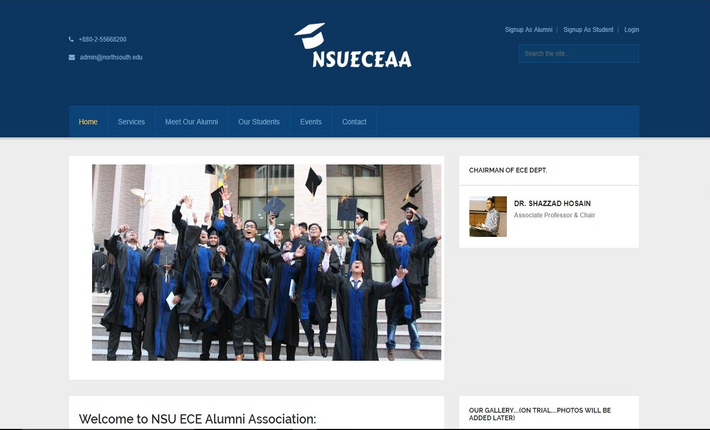 +880-2-55668200
admin@northsouth.edu
NSUECEAA
Signup As Alumni | Signup As Student | Login
Search the site...
Home Services Meet Our Alumni Our Students Events Contact
CHAIRMAN OF ECE DEPT.
DR. SHAZZAD HOSAIN
Associate Professor & Chair
Welcome to NSU ECE Alumni Association:
OUR GALLERY...(ON TRIAL...PHOTOS WILL BE
ADDED LATER)